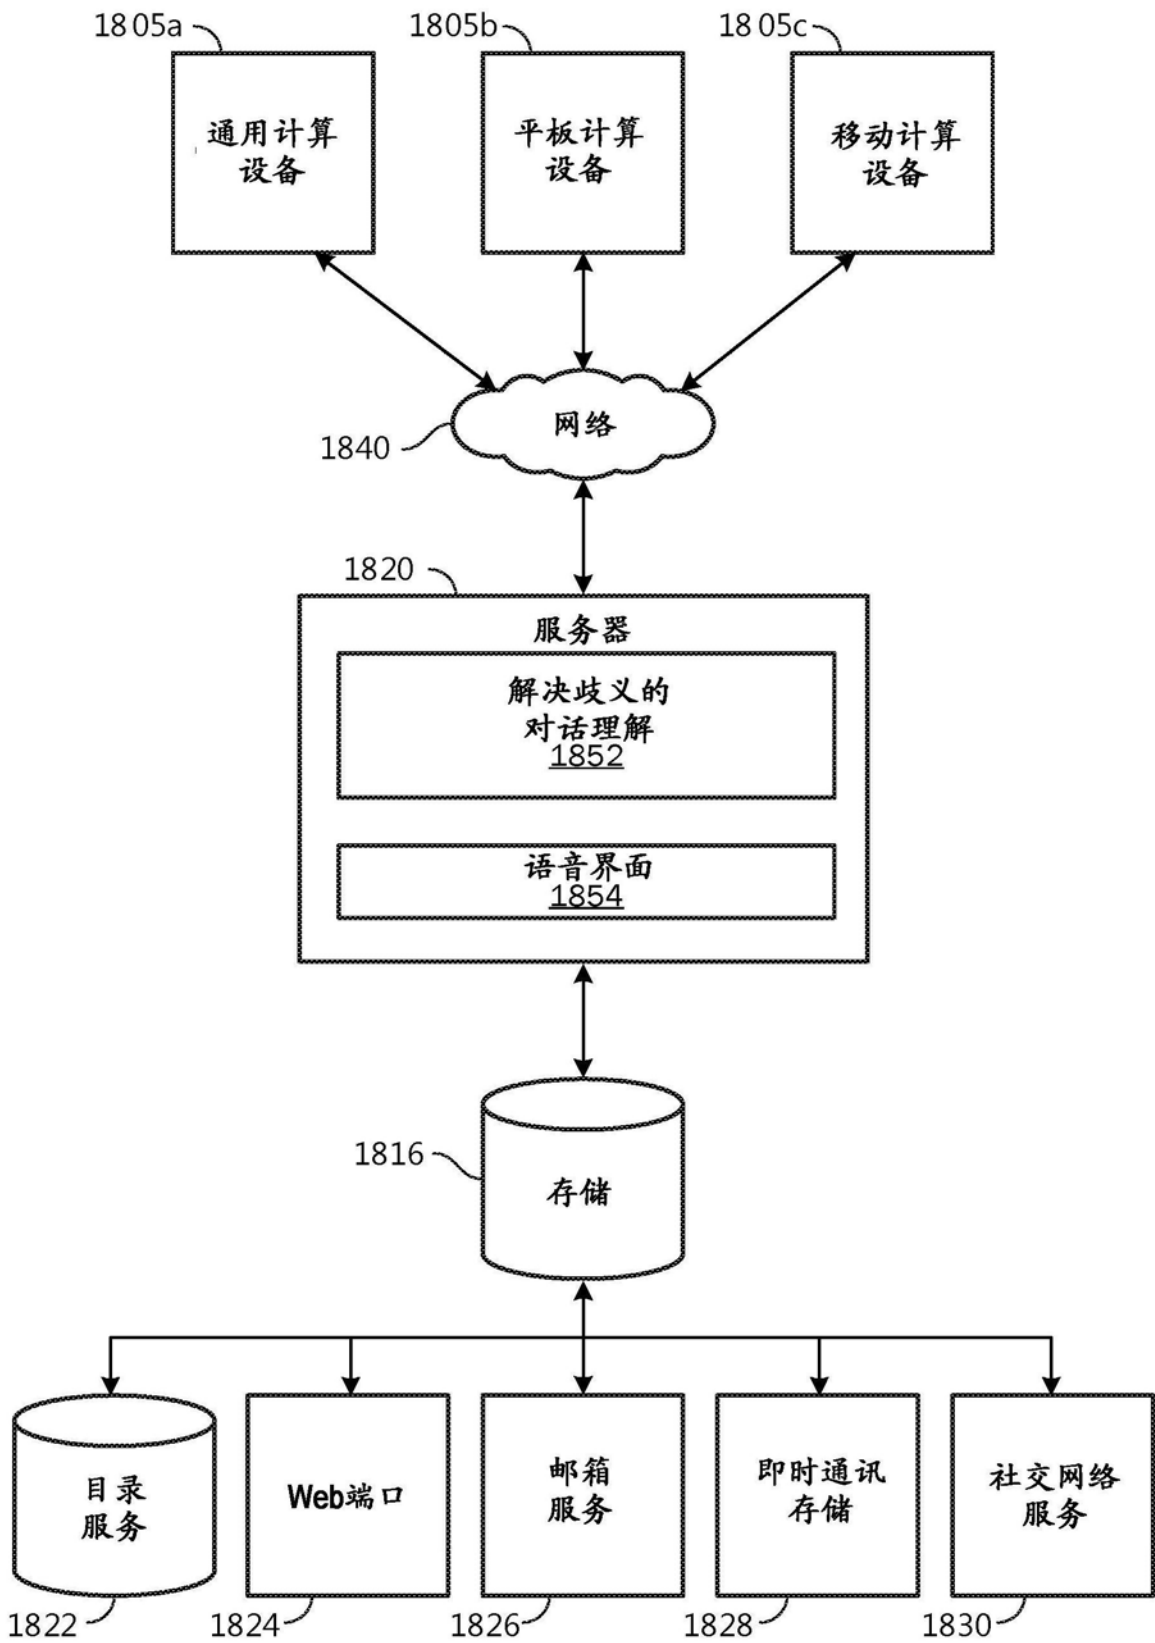 1805a
1805b
1805c
通用计算
设备
平板计算
设备
移动计算
设备
网络
1840
1820
服务器
解决歧义的
对话理解
1852
语音界面
1854
1816
存储
目录
服务
Web端口
邮箱
服务
即时通讯
存储
社交网络
服务
1822
1824
1826
1828
1830